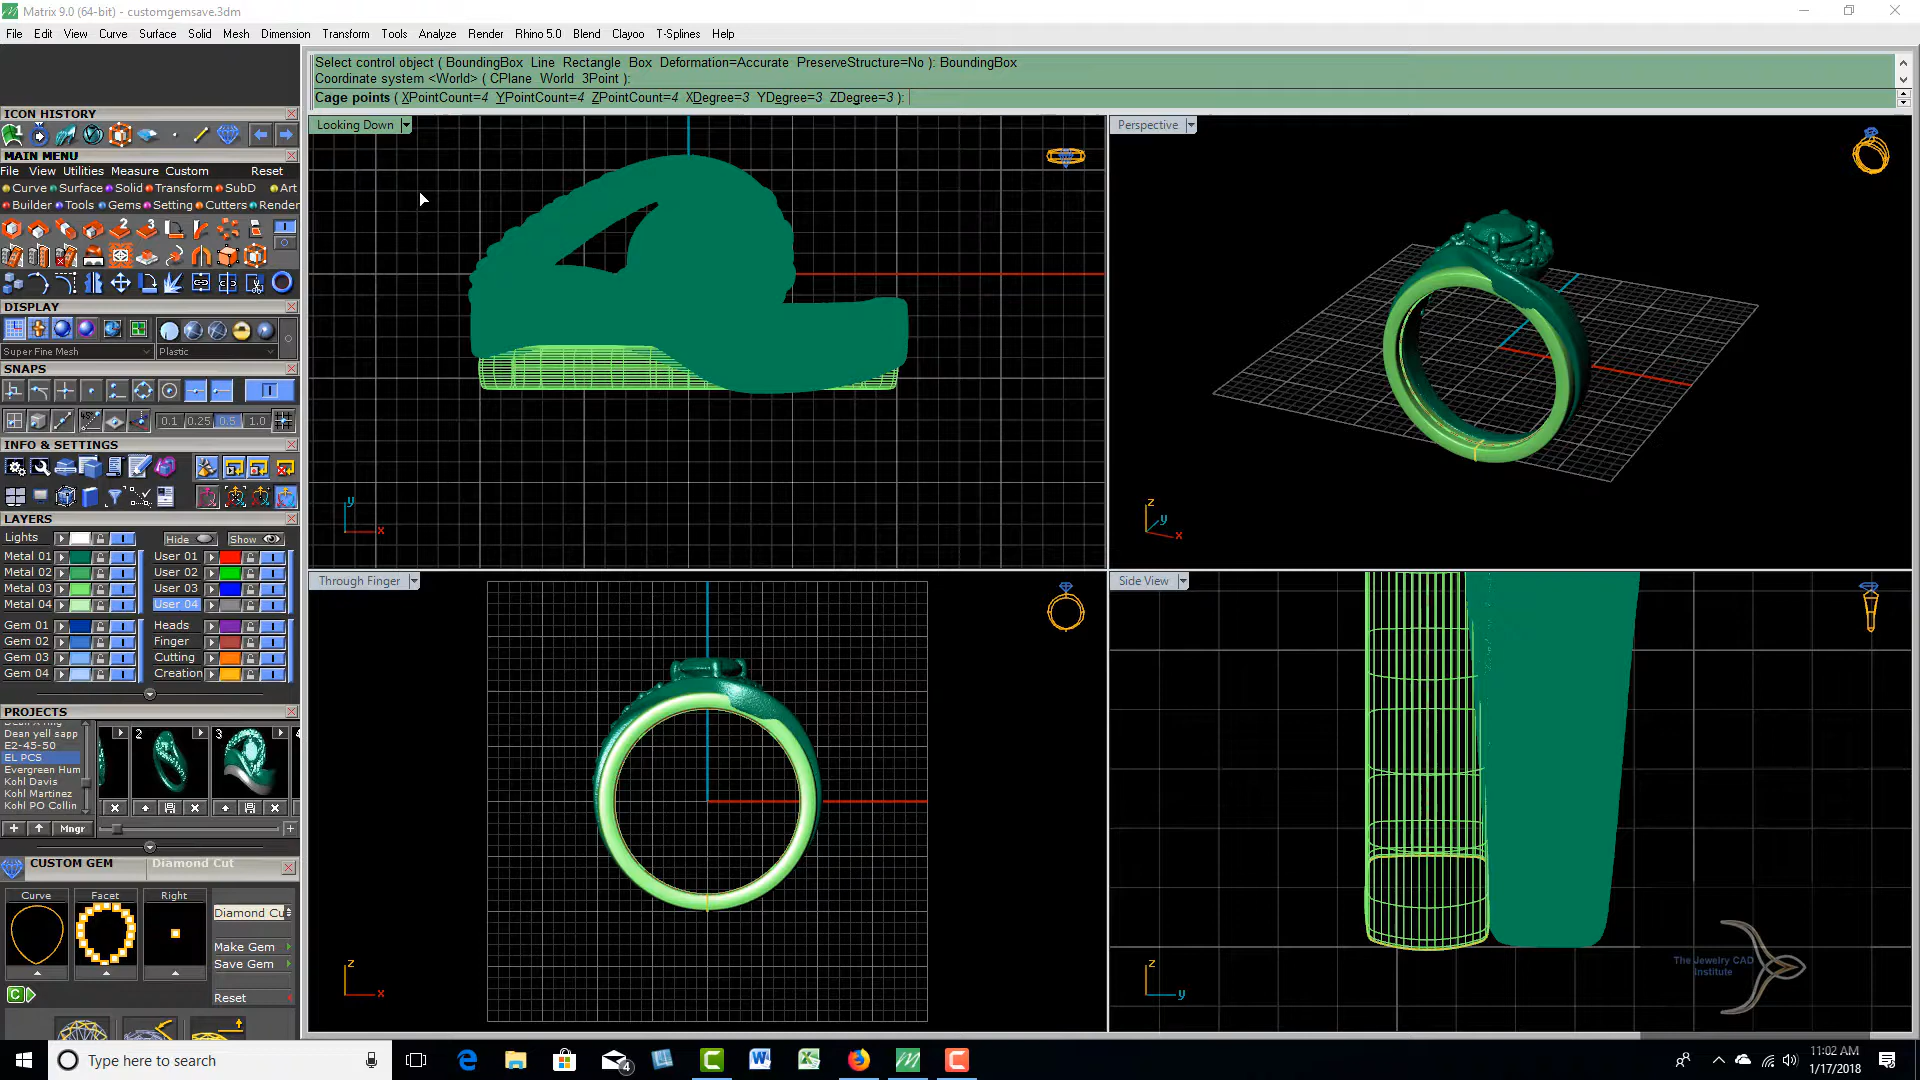 Matrix 9.0 (64-bit) - customgemsave.3dm
File Edit View Curve Surface Solid Mesh Dimension Transform Tools Analyze Render Rhino 5.0 Blend Clayoo T-Splines Help
Select control object ( BoundingBox Line Rectangle Box Deformation=Accurate PreserveStructure=No ): BoundingBox
Coordinate system <World> ( CPlane World 3Point ):
Cage points ( XPointCount=4 YPointCount=4 ZPointCount=4 XDegree=3 YDegree=3 ZDegree=3 ):
ICON HISTORY
MAIN MENU
File View Utilities Measure Custom Reset
Curve Surface Solid Transform SubD Art
Builder Tools Gems Setting Cutters Render
DISPLAY
Super Fine Mesh Plastic
SNAPS
0.1 0.25 0.5 1.0
INFO & SETTINGS
LAYERS
Lights Hide Show
Metal 01 User 01
Metal 02 User 02
Metal 03 User 03
Metal 04 User 04
Gem 01 Heads
Gem 02 Finger
Gem 03 Cutting
Gem 04 Creation
PROJECTS
Dean yell sapp
E2-45-50
EL PCS
Evergreen Hum
Kohl Davis
Kohl Martinez
Kohl PO Collin
2 3
Mngr
CUSTOM GEM Diamond Cut
Curve Facet Right
Diamond Cu
Make Gem
Save Gem
Reset
Looking Down
y
x
Perspective
z
y
x
Through Finger
z
x
Side View
z
y
The Jewelry CAD
Institute
Type here to search
4
11:02 AM
1/17/2018